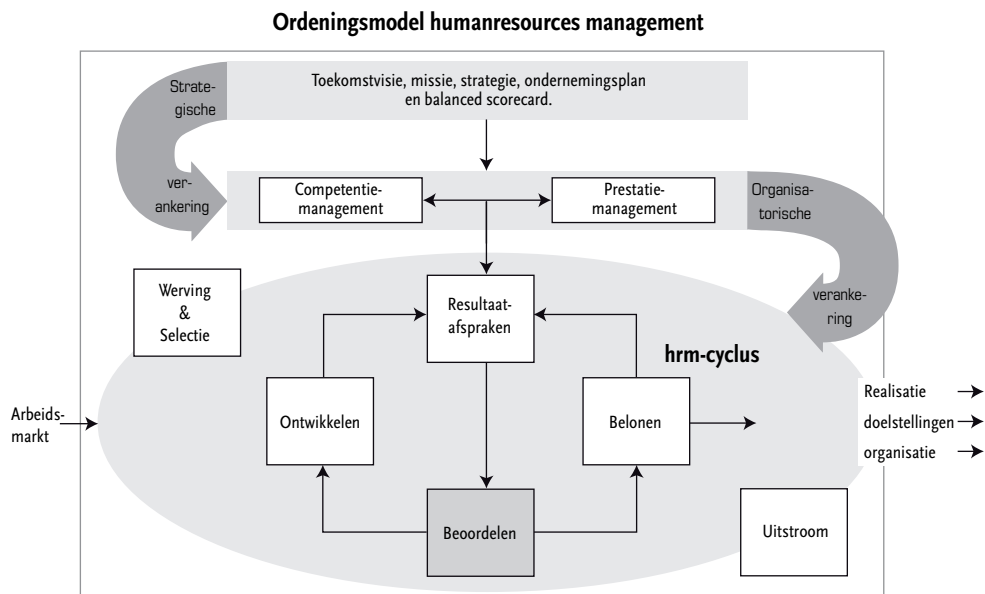 Ordeningsmodel humanresources management
Toekomstvisie, missie, strategie, ondernemingsplan
en balanced scorecard.
Strate-
gische
ver-
ankering
Competentie-
management
Prestatie-
management
Organisa-
torische
veranke-
ring
Werving
&
Selectie
Resultaat-
afspraken
hrm-cyclus
Ontwikkelen
Belonen
Arbeids-
markt
Realisatie
doelstellingen
organisatie
Beoordelen
Uitstroom